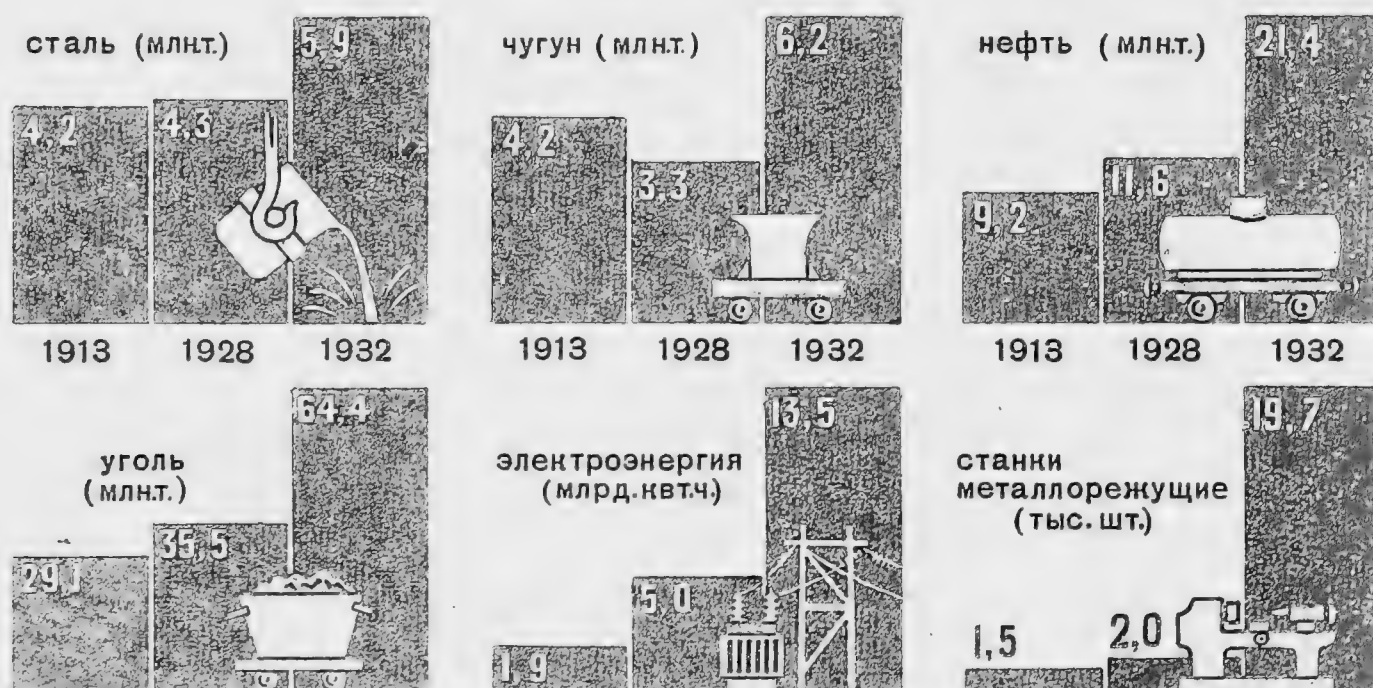 сталь (млн.т.)
4,2
4,3
5,9
1913
1928
1932
чугун (млн.т.)
4,2
3,3
6,2
1913
1928
1932
нефть (млн.т.)
9,2
11,6
21,4
1913
1928
1932
уголь
(млн.т.)
29,1
35,5
64,4
электроэнергия
(млрд.квт.ч.)
1,9
5,0
13,5
станки
металлорежущие
(тыс. шт.)
1,5
2,0
19,7